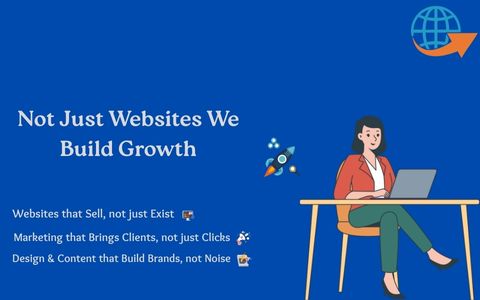 Not Just Websites We
Build Growth
Websites that Sell, not just Exist
Marketing that Brings Clients, not just Clicks
Design & Content that Build Brands, not Noise